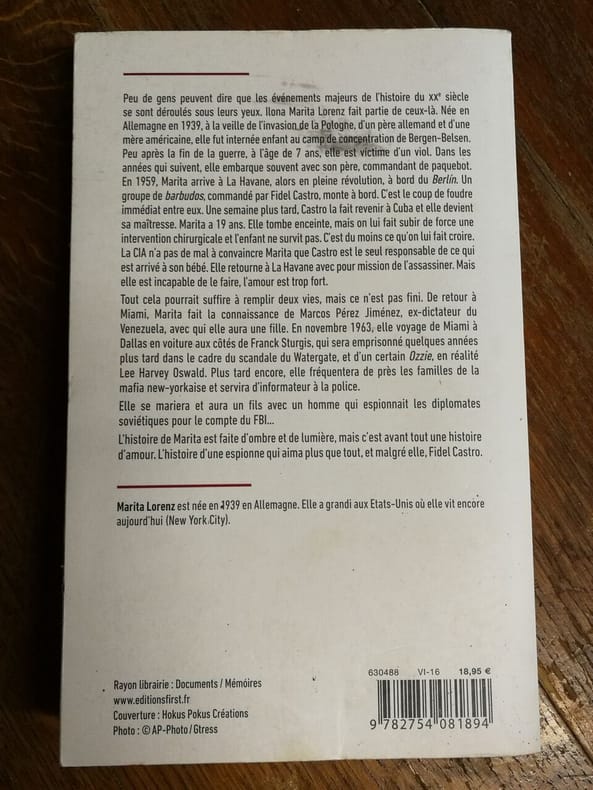 Peu de gens peuvent dire que les événements majeurs de l'histoire du XXe siècle
se sont déroulés sous leurs yeux. Ilona Marita Lorenz fait partie de ceux-là. Née en
Allemagne en 1939, à la veille de l'invasion de la Pologne, d'un père allemand et d'une
mère américaine, elle fut internée enfant au camp de concentration de Bergen-Belsen.
Peu après la fin de la guerre, à l'âge de 7 ans, elle est victime d'un viol. Dans les
années qui suivent, elle embarque souvent avec son père, commandant de paquebot.
En 1959, Marita arrive à La Havane, alors en pleine révolution, à bord du Berlín. Un
groupe de barbudos, commandé par Fidel Castro, monte à bord. C'est le coup de foudre
immédiat entre eux. Une semaine plus tard, Castro la fait revenir à Cuba et elle devient
sa maîtresse. Marita a 19 ans. Elle tombe enceinte, mais on lui fait subir de force une
intervention chirurgicale et l'enfant ne survit pas. C'est du moins ce qu'on lui fait croire.
La CIA n'a pas de mal à convaincre Marita que Castro est le seul responsable de ce qui
est arrivé à son bébé. Elle retourne à La Havane avec pour mission de l'assassiner. Mais
elle est incapable de le faire, l'amour est trop fort.
Tout cela pourrait suffire à remplir deux vies, mais ce n'est pas fini. De retour à
Miami, Marita fait la connaissance de Marcos Pérez Jiménez, ex-dictateur du
Venezuela, avec qui elle aura une fille. En novembre 1963, elle voyage de Miami à
Dallas en voiture aux côtés de Franck Sturgis, qui sera emprisonné quelques années
plus tard dans le cadre du scandale du Watergate, et d'un certain Ozzie, en réalité
Lee Harvey Oswald. Plus tard encore, elle fréquentera de près les familles de la
mafia new-yorkaise et servira d'informateur à la police.
Elle se mariera et aura un fils avec un homme qui espionnait les diplomates
soviétiques pour le compte du FBI...
L'histoire de Marita est faite d'ombre et de lumière, mais c'est avant tout une histoire
d'amour. L'histoire d'une espionne qui aima plus que tout, et malgré elle, Fidel Castro.
Marita Lorenz est née en 1939 en Allemagne. Elle a grandi aux Etats-Unis où elle vit encore
aujourd'hui (New York City).
Rayon librairie : Documents / Mémoires
www.editionsfirst.fr
Couverture : Hokus Pokus Créations
Photo : © AP-Photo / Gtress
630488 VI-16 18,95 €
9 782754 081894